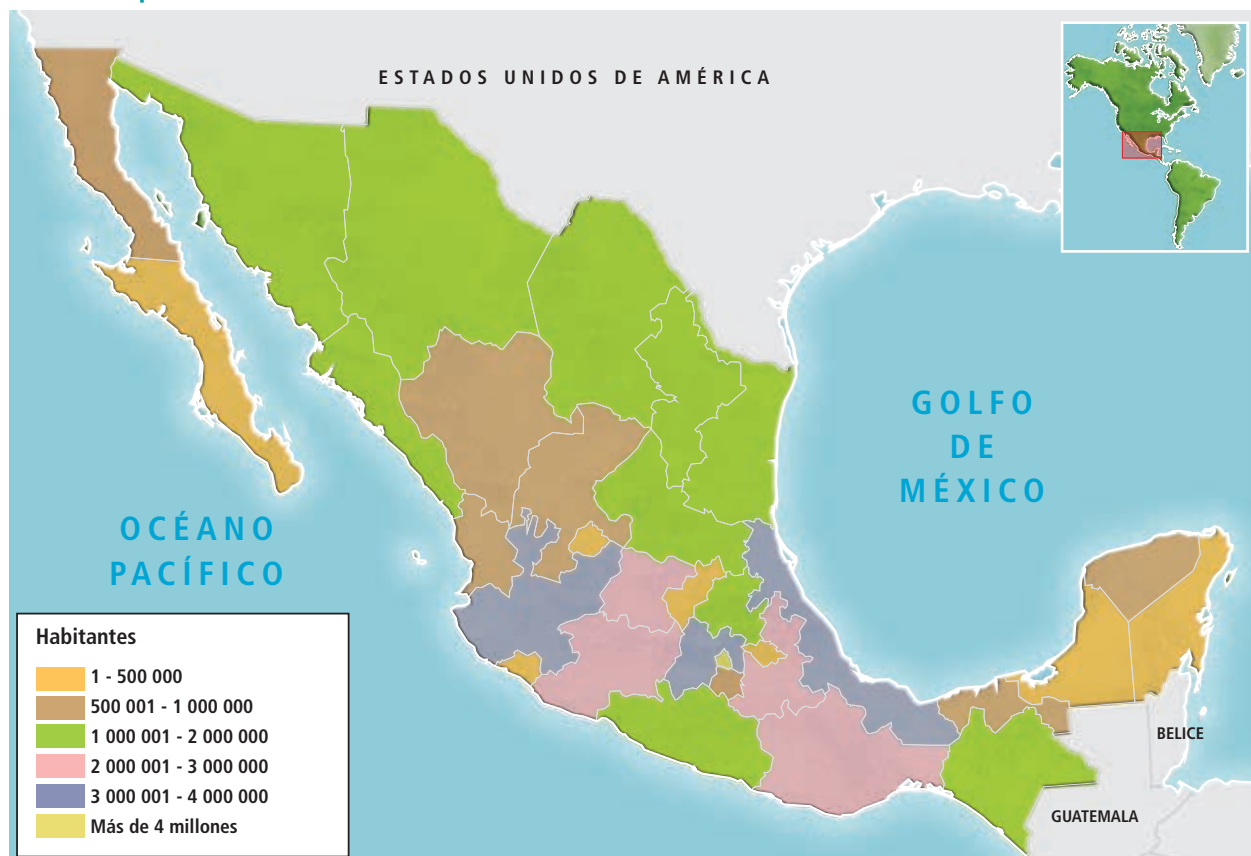 ESTADOS UNIDOS DE AMÉRICA
GOLFO
DE
MÉXICO
OCÉANO
PACÍFICO
Habitantes
1 - 500 000
500 001 - 1 000 000
1 000 001 - 2 000 000
2 000 001 - 3 000 000
3 000 001 - 4 000 000
Más de 4 millones
BELICE
GUATEMALA